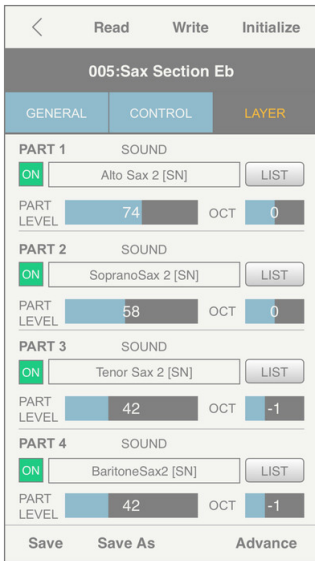 Read Write Initialize
005:Sax Section Eb
GENERAL CONTROL LAYER
PART 1 SOUND
ON Alto Sax 2 [SN] LIST
PART LEVEL 74 OCT 0
PART 2 SOUND
ON SopranoSax 2 [SN] LIST
PART LEVEL 58 OCT 0
PART 3 SOUND
ON Tenor Sax 2 [SN] LIST
PART LEVEL 42 OCT -1
PART 4 SOUND
ON BaritoneSax2 [SN] LIST
PART LEVEL 42 OCT -1
Save Save As Advance